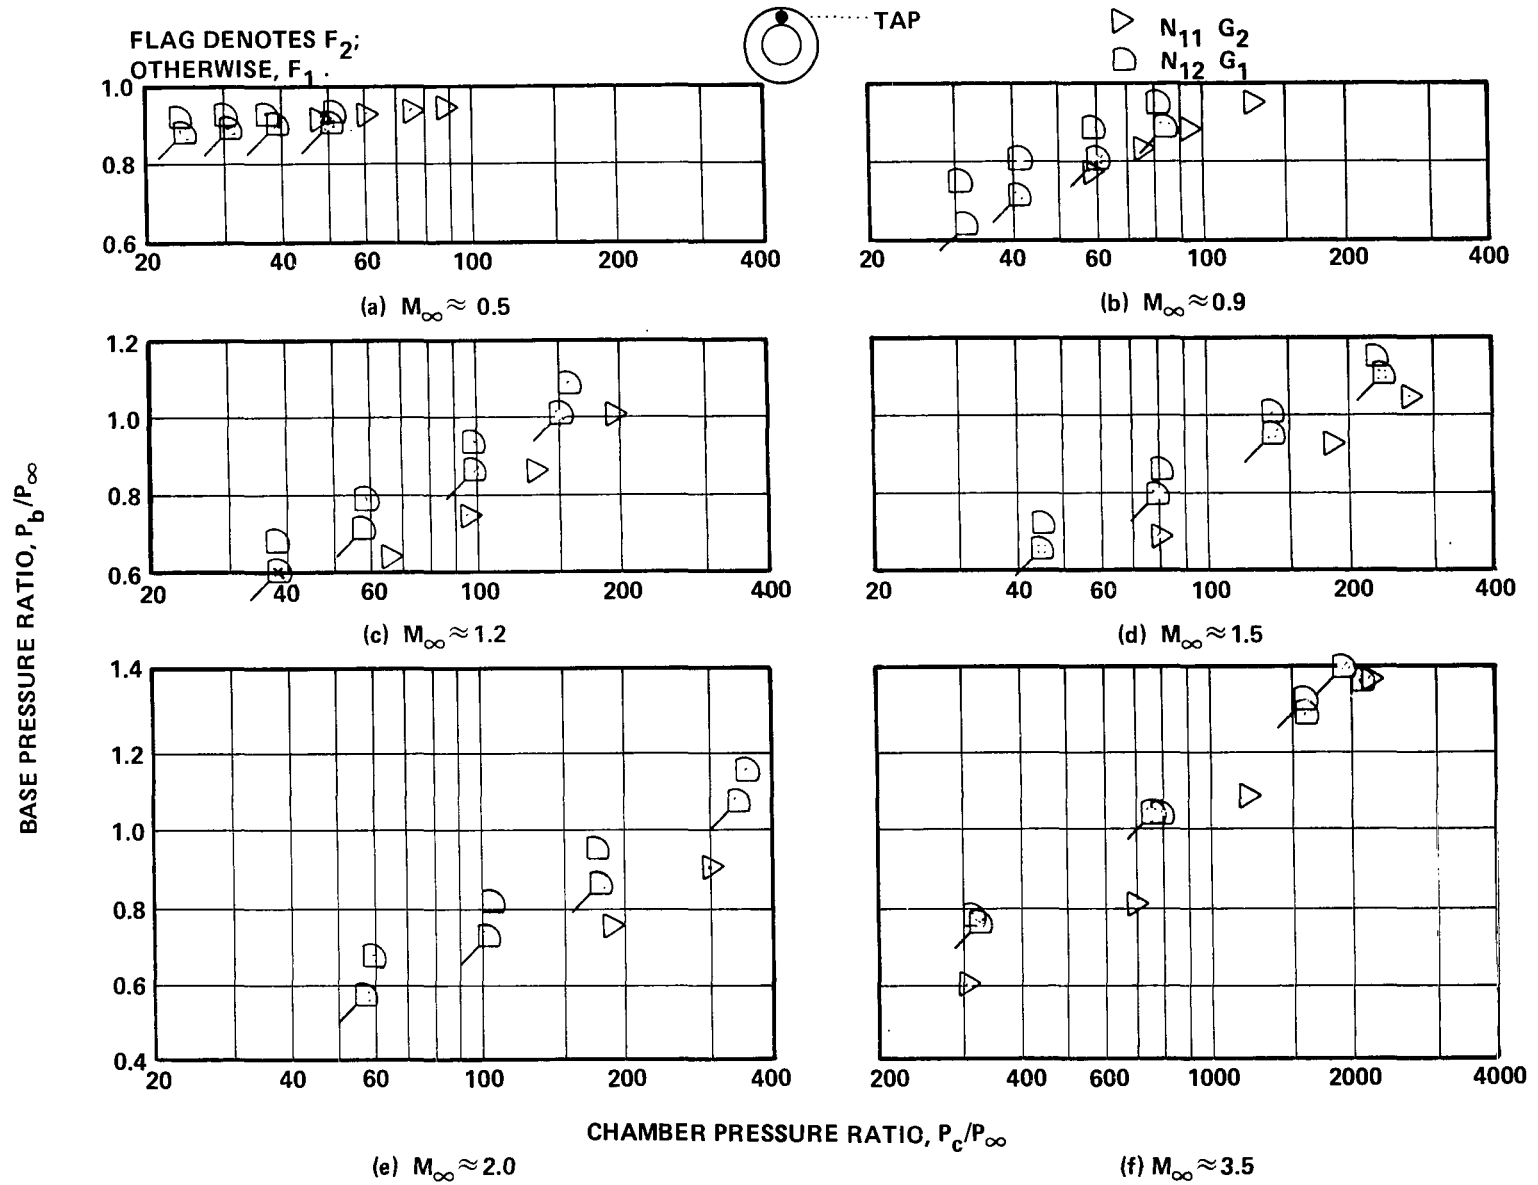 FLAG DENOTES F₂;
OTHERWISE, F₁.
TAP
N₁₁ G₂
N₁₂ G₁
1.0
0.8
0.6
20 40 60 100 200 400
20 40 60 100 200 400
(a) M∞ ≈ 0.5
(b) M∞ ≈ 0.9
1.2
1.0
0.8
0.6
20 40 60 100 200 400
20 40 60 100 200 400
(c) M∞ ≈ 1.2
(d) M∞ ≈ 1.5
BASE PRESSURE RATIO, P_b/P∞
1.4
1.2
1.0
0.8
0.6
0.4
20 40 60 100 200 400
200 400 600 1000 2000 4000
CHAMBER PRESSURE RATIO, P_c/P∞
(e) M∞ ≈ 2.0
(f) M∞ ≈ 3.5